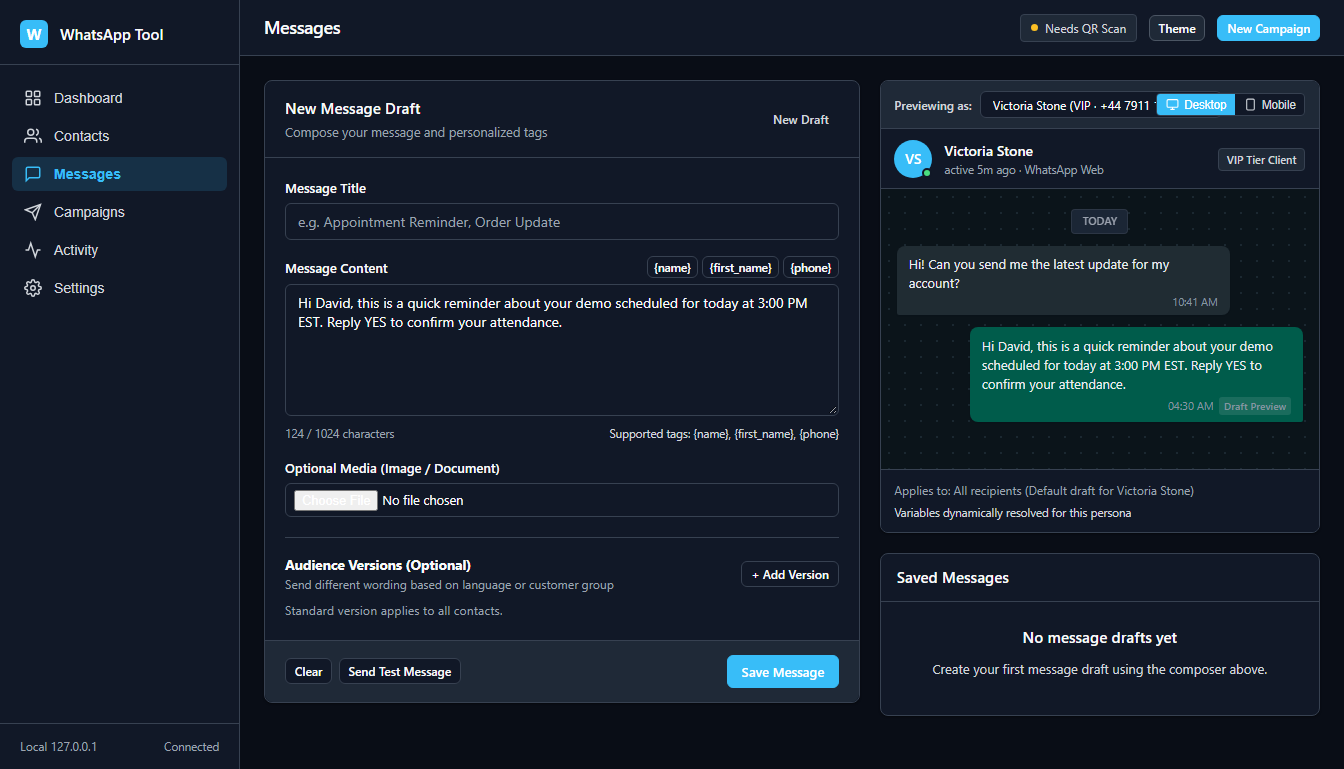 W WhatsApp Tool
Dashboard
Contacts
Messages
Campaigns
Activity
Settings
Local 127.0.0.1 Connected
Messages
Needs QR Scan Theme New Campaign
New Message Draft
Compose your message and personalized tags
New Draft
Message Title
e.g. Appointment Reminder, Order Update
Message Content {name} {first_name} {phone}
Hi David, this is a quick reminder about your demo scheduled for today at 3:00 PM
EST. Reply YES to confirm your attendance.
124 / 1024 characters Supported tags: {name}, {first_name}, {phone}
Optional Media (Image / Document)
Choose File No file chosen
Audience Versions (Optional)
Send different wording based on language or customer group
+ Add Version
Standard version applies to all contacts.
Clear Send Test Message Save Message
Previewing as: Victoria Stone (VIP · +44 7911 Desktop Mobile
VS Victoria Stone
active 5m ago · WhatsApp Web
VIP Tier Client
TODAY
Hi! Can you send me the latest update for my
account?
10:41 AM
Hi David, this is a quick reminder about your demo
scheduled for today at 3:00 PM EST. Reply YES to
confirm your attendance.
04:30 AM Draft Preview
Applies to: All recipients (Default draft for Victoria Stone)
Variables dynamically resolved for this persona
Saved Messages
No message drafts yet
Create your first message draft using the composer above.